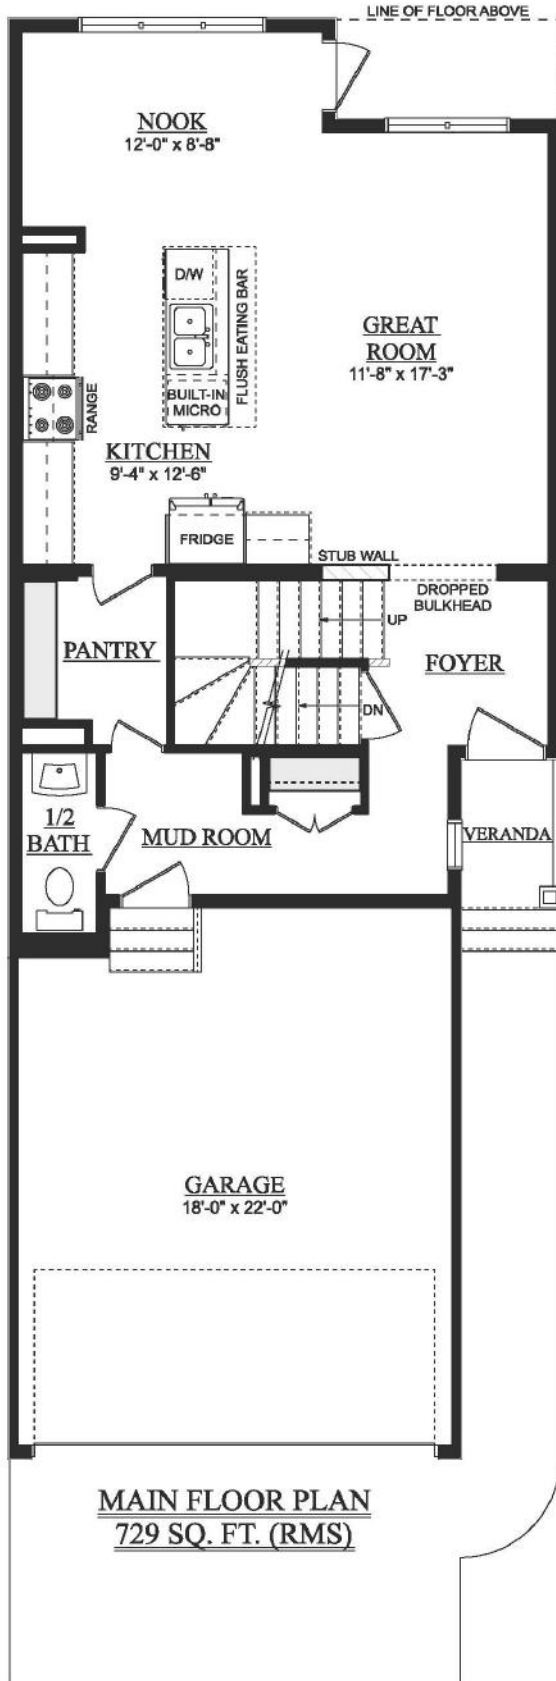 LINE OF FLOOR ABOVE
NOOK
12'-0" x 8'-8"
D/W
FLUSH EATING BAR
GREAT
ROOM
11'-8" x 17'-3"
BUILT-IN
MICRO
RANGE
KITCHEN
9'-4" x 12'-6"
FRIDGE
STUB WALL
DROPPED
BULKHEAD
UP
PANTRY
FOYER
DN
1/2
BATH
MUD ROOM
VERANDA
GARAGE
18'-0" x 22'-0"
MAIN FLOOR PLAN
729 SQ. FT. (RMS)